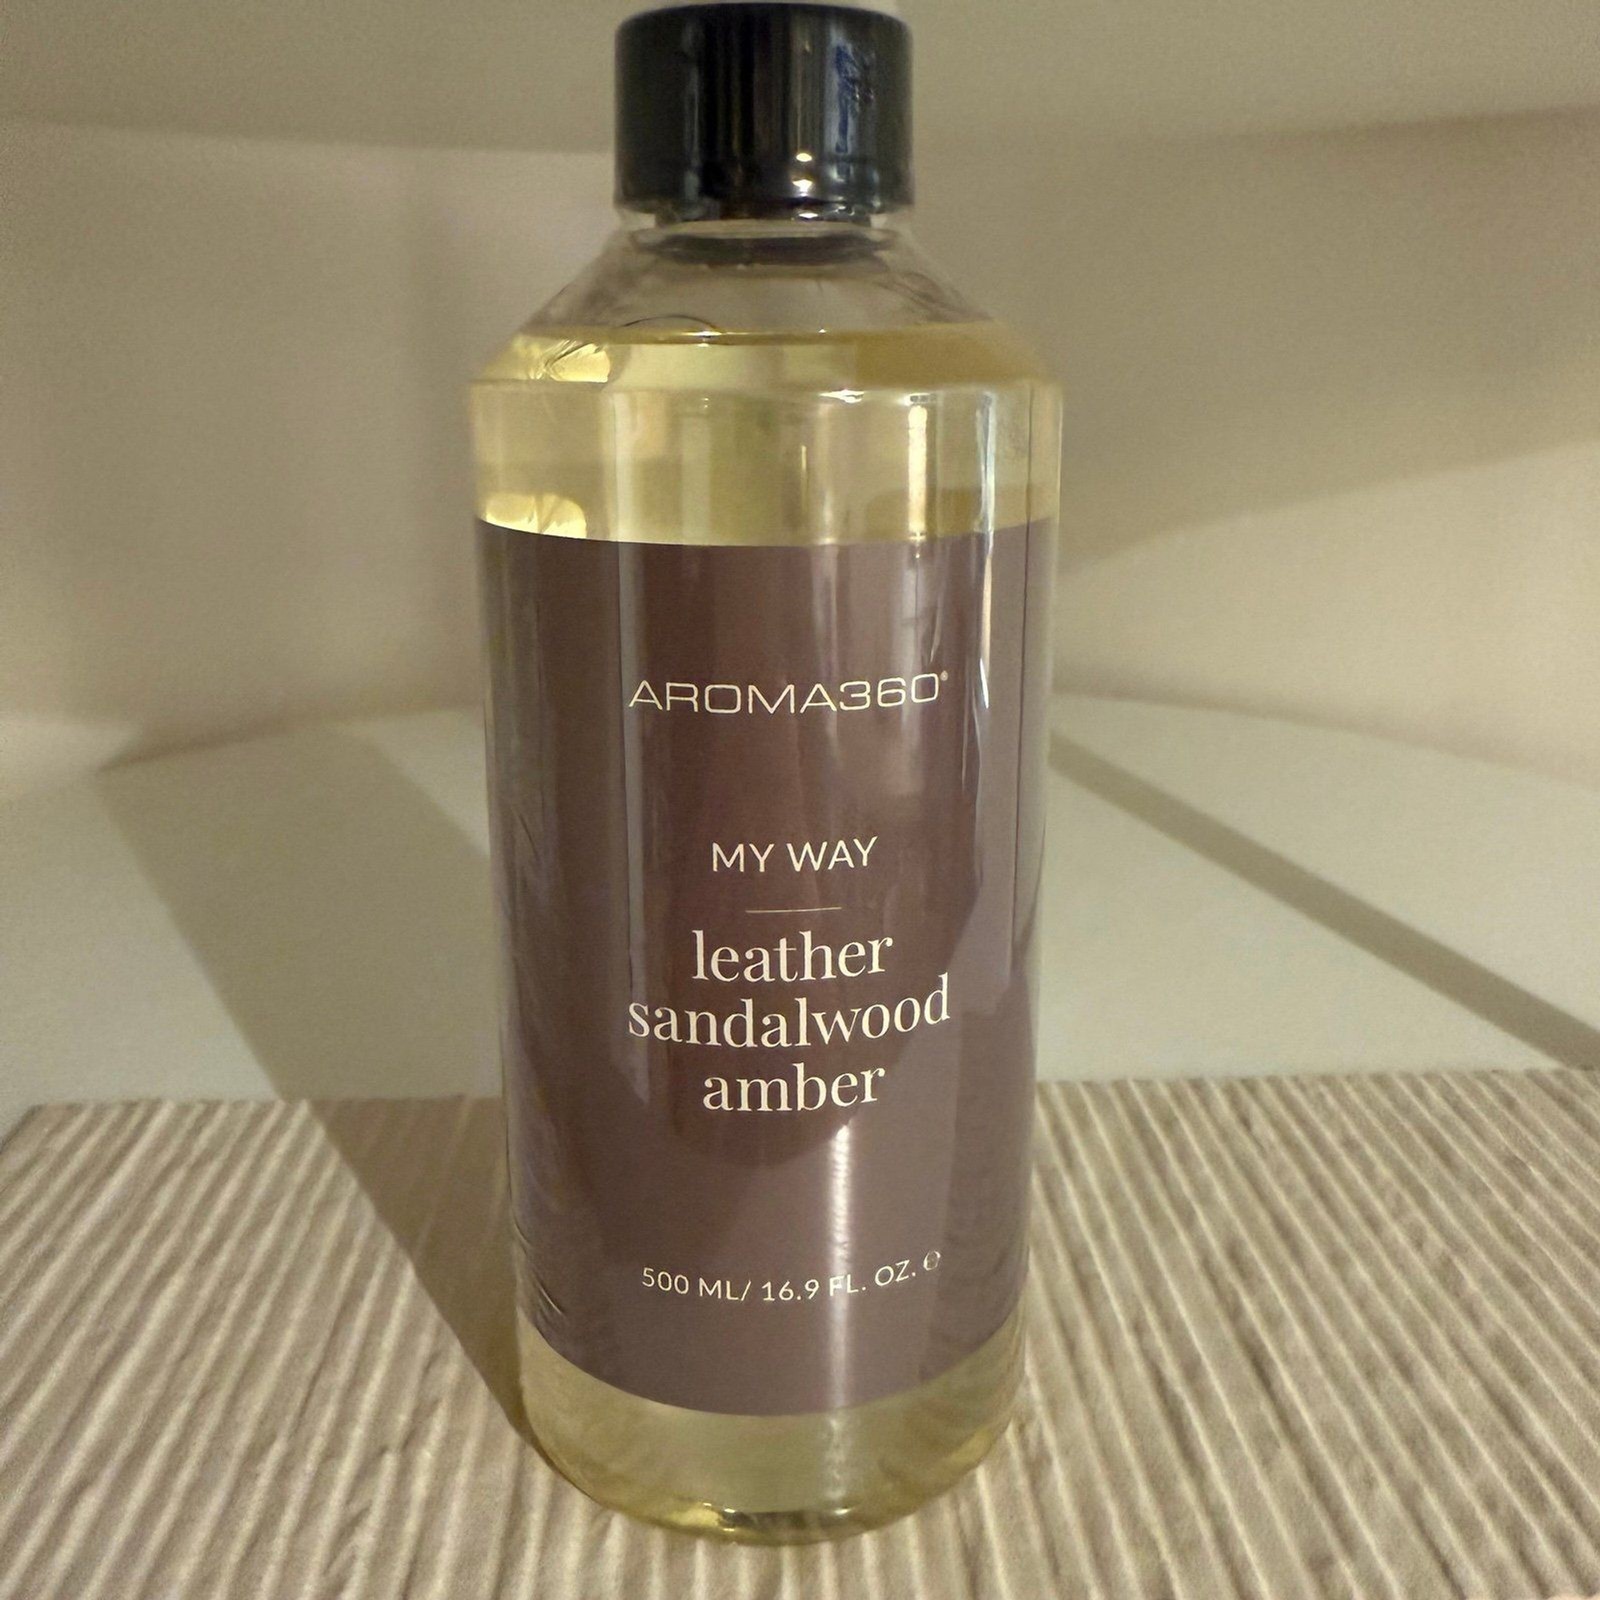 AROMA360®
MY WAY
leather
sandalwood
amber
500 ML/ 16.9 FL. OZ. ℮